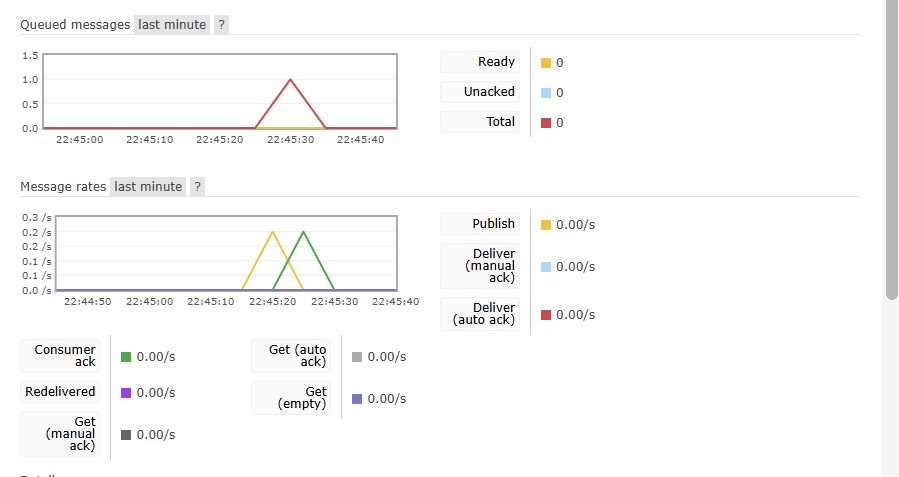 Queued messages last minute ?
1.5
1.0
0.5
0.0
22:45:00 22:45:10 22:45:20 22:45:30 22:45:40
Ready 0
Unacked 0
Total 0
Message rates last minute ?
0.3 /s
0.2 /s
0.2 /s
0.1 /s
0.1 /s
0.0 /s
22:44:50 22:45:00 22:45:10 22:45:20 22:45:30 22:45:40
Publish 0.00/s
Deliver
(manual 0.00/s
ack)
Deliver
(auto ack) 0.00/s
Consumer
ack 0.00/s
Redelivered 0.00/s
Get
(manual 0.00/s
ack)
Get (auto
ack) 0.00/s
Get
(empty) 0.00/s